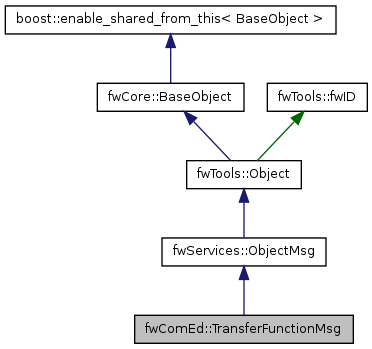 boost::enable_shared_from_this< BaseObject >
fwCore::BaseObject
fwTools::fwID
fwTools::Object
fwServices::ObjectMsg
fwComEd::TransferFunctionMsg